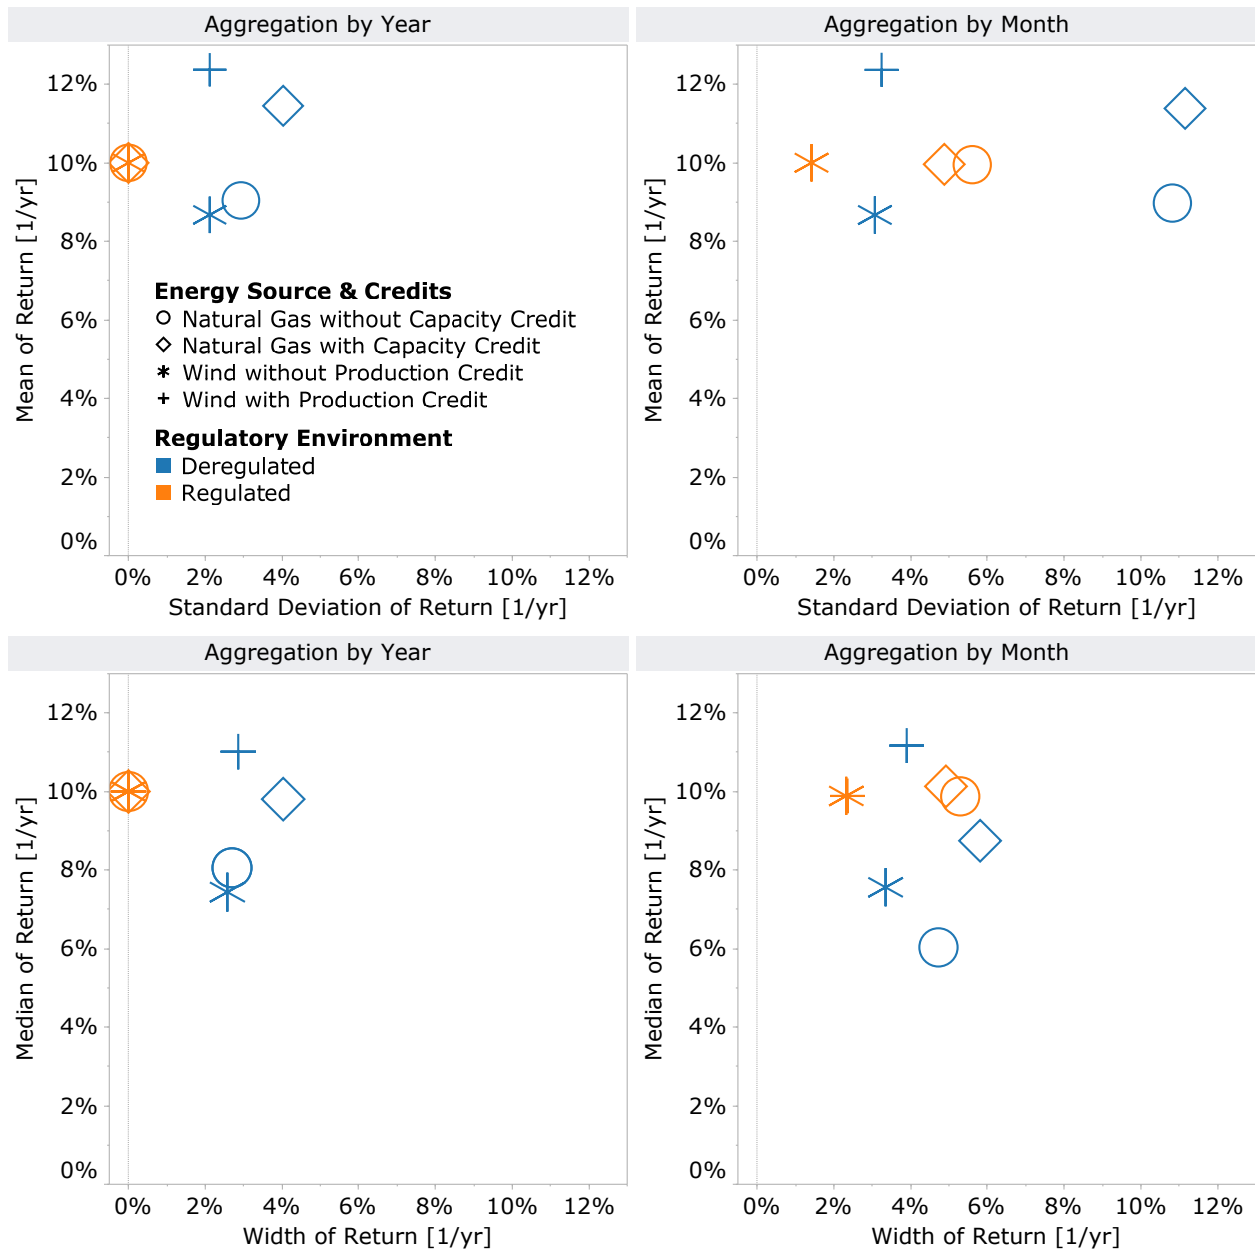 Aggregation by Year
Mean of Return [1/yr]
12%
10%
8%
6%
4%
2%
0%
Energy Source & Credits
Natural Gas without Capacity Credit
Natural Gas with Capacity Credit
Wind without Production Credit
Wind with Production Credit
Regulatory Environment
Deregulated
Regulated
0% 2% 4% 6% 8% 10% 12%
Standard Deviation of Return [1/yr]
Aggregation by Month
Mean of Return [1/yr]
12%
10%
8%
6%
4%
2%
0%
0% 2% 4% 6% 8% 10% 12%
Standard Deviation of Return [1/yr]
Aggregation by Year
Median of Return [1/yr]
12%
10%
8%
6%
4%
2%
0%
0% 2% 4% 6% 8% 10% 12%
Width of Return [1/yr]
Aggregation by Month
Median of Return [1/yr]
12%
10%
8%
6%
4%
2%
0%
0% 2% 4% 6% 8% 10% 12%
Width of Return [1/yr]